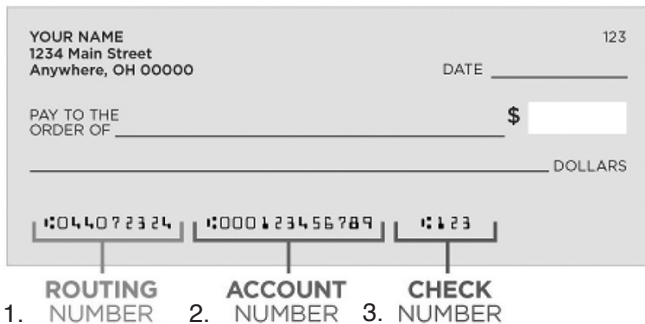 YOUR NAME 123
1234 Main Street
Anywhere, OH 00000 DATE
PAY TO THE $
ORDER OF
DOLLARS
⑆044072324 ⑆000123456789 ⑆123
ROUTING ACCOUNT CHECK
1. NUMBER 2. NUMBER 3. NUMBER